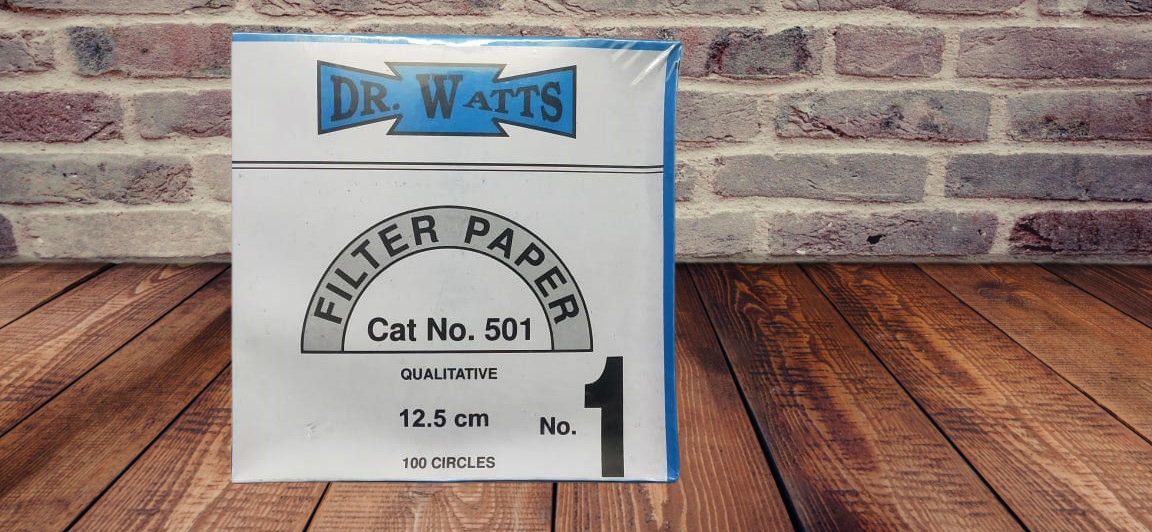 DR. WATTS
FILTER PAPER
Cat No. 501
QUALITATIVE
12.5 cm
No. 1
100 CIRCLES